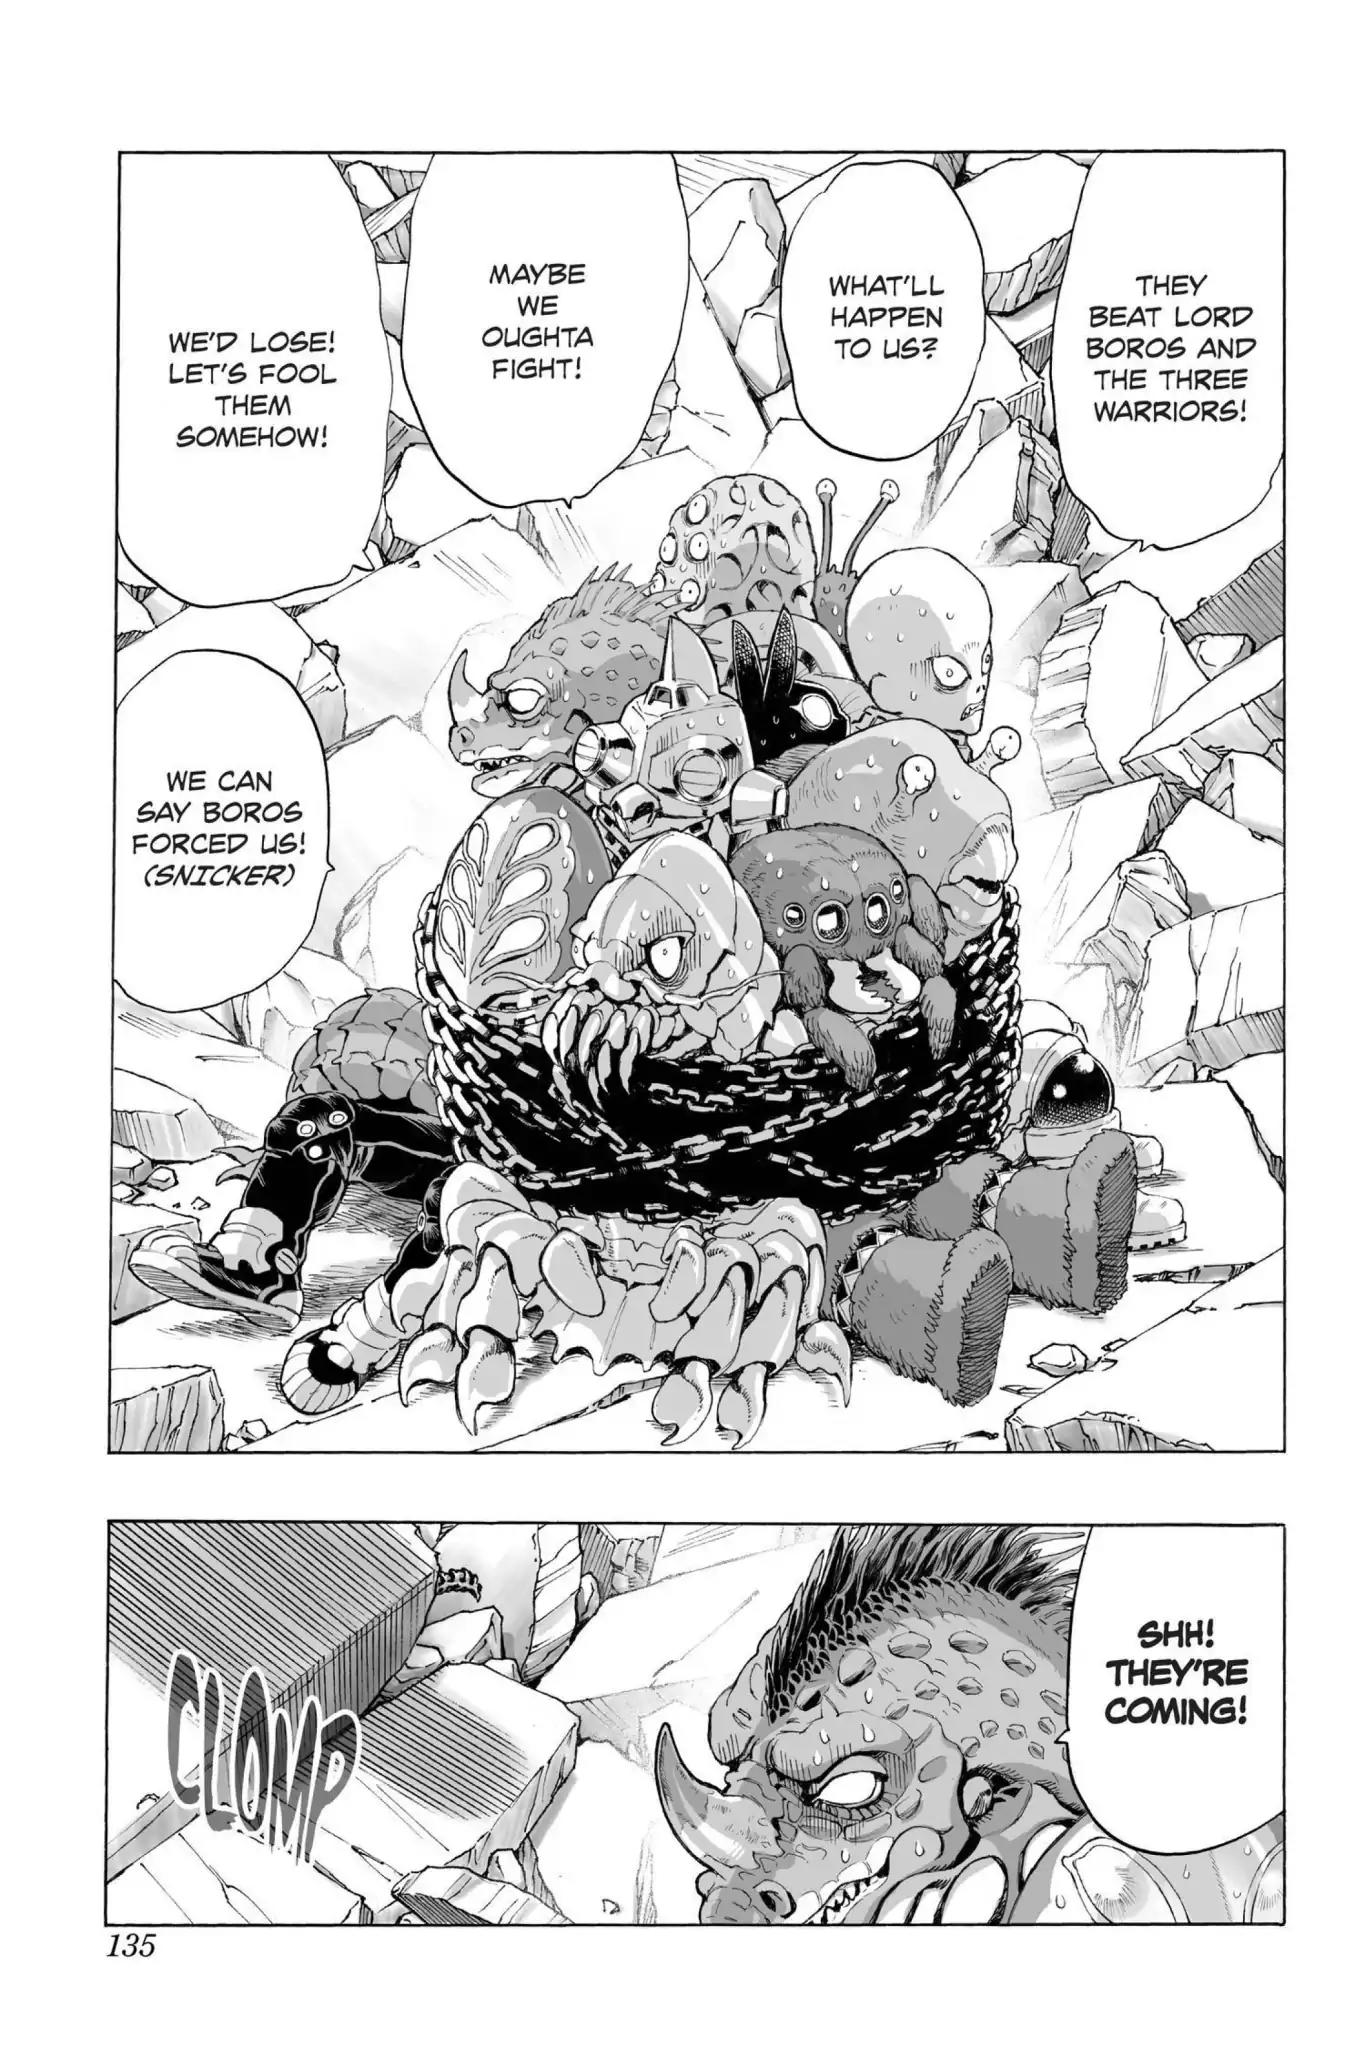 THEY
BEAT LORD
BOROS AND
THE THREE
WARRIORS!
WHAT'LL
HAPPEN
TO US?
MAYBE
WE
OUGHTA
FIGHT!
WE'D LOSE!
LET'S FOOL
THEM
SOMEHOW!
WE CAN
SAY BOROS
FORCED US!
(SNICKER)
SHH!
THEY'RE
COMING!
CLOMP
135